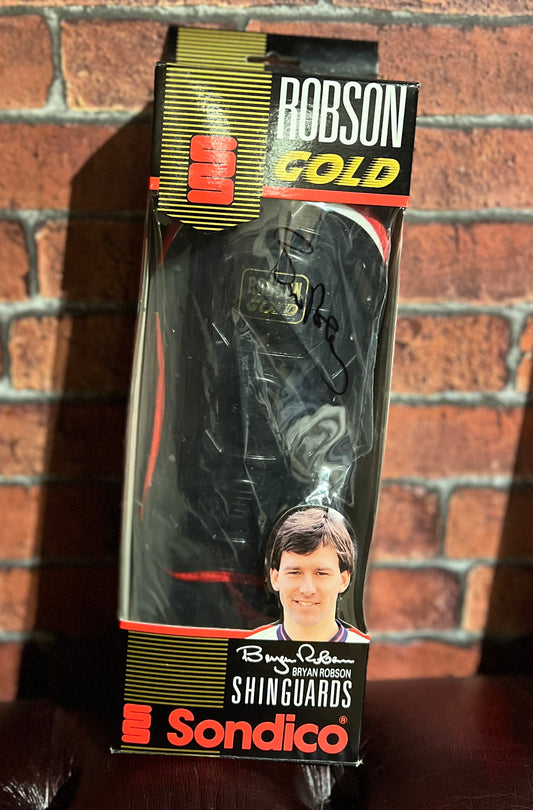 ROBSON
GOLD
ROBSON
GOLD
Bryan Robson
BRYAN ROBSON
SHINGUARDS
Sondico®